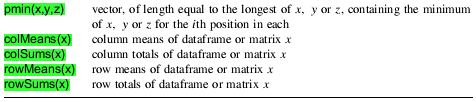 pmin(x,y,z) vector, of length equal to the longest of x, y or z, containing the minimum
of x, y or z for the ith position in each
colMeans(x) column means of dataframe or matrix x
colSums(x) column totals of dataframe or matrix x
rowMeans(x) row means of dataframe or matrix x
rowSums(x) row totals of dataframe or matrix x